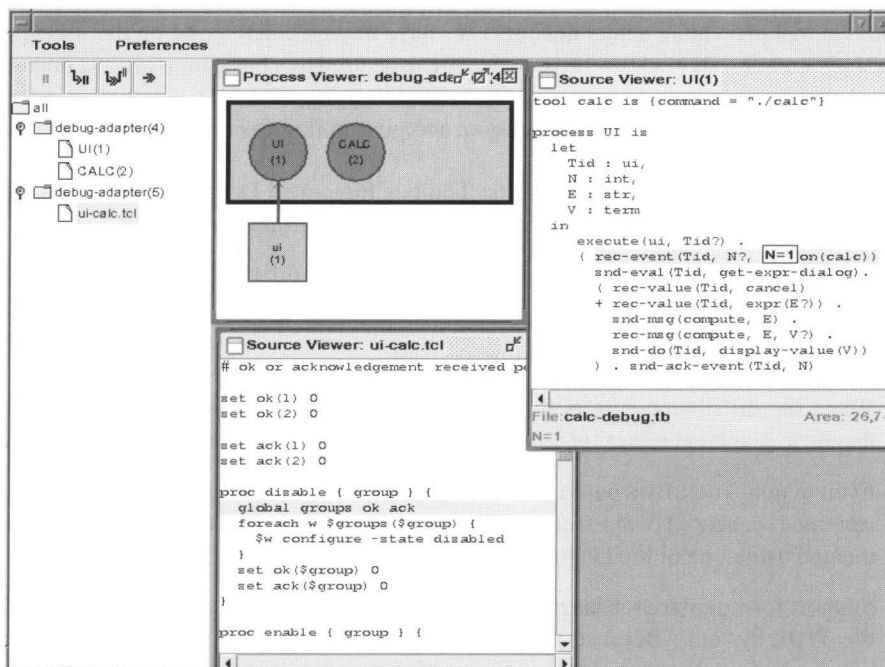 Tools Preferences
all
debug-adapter(4)
UI(1)
CALC(2)
debug-adapter(5)
ui-calc.tcl
Process Viewer: debug-ada
UI
(1)
CALC
(2)
ui
(1)
Source Viewer: UI(1)
tool calc is {command = "./calc"}
process UI is
let
Tid : ui,
N : int,
E : str,
V : term
in
execute(ui, Tid?) .
( rec-event(Tid, N?, N=1 on(calc))
snd-eval(Tid, get-expr-dialog).
( rec-value(Tid, cancel)
+ rec-value(Tid, expr(E?)) .
snd-msg(compute, E) .
rec-msg(compute, E, V?) .
snd-do(Tid, display-value(V))
) . snd-ack-event(Tid, N)
File:calc-debug.tb Area: 26,7-
N=1
Source Viewer: ui-calc.tcl
# ok or acknowledgement received pe
set ok(1) 0
set ok(2) 0
set ack(1) 0
set ack(2) 0
proc disable { group } {
global groups ok ack
foreach w $groups($group) {
$w configure -state disabled
}
set ok($group) 0
set ack($group) 0
}
proc enable { group } {